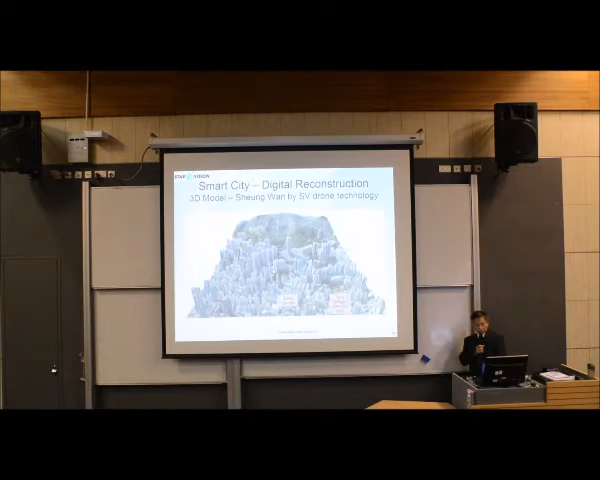 STAR VISION
Smart City – Digital Reconstruction
3D Model – Sheung Wan by SV drone technology